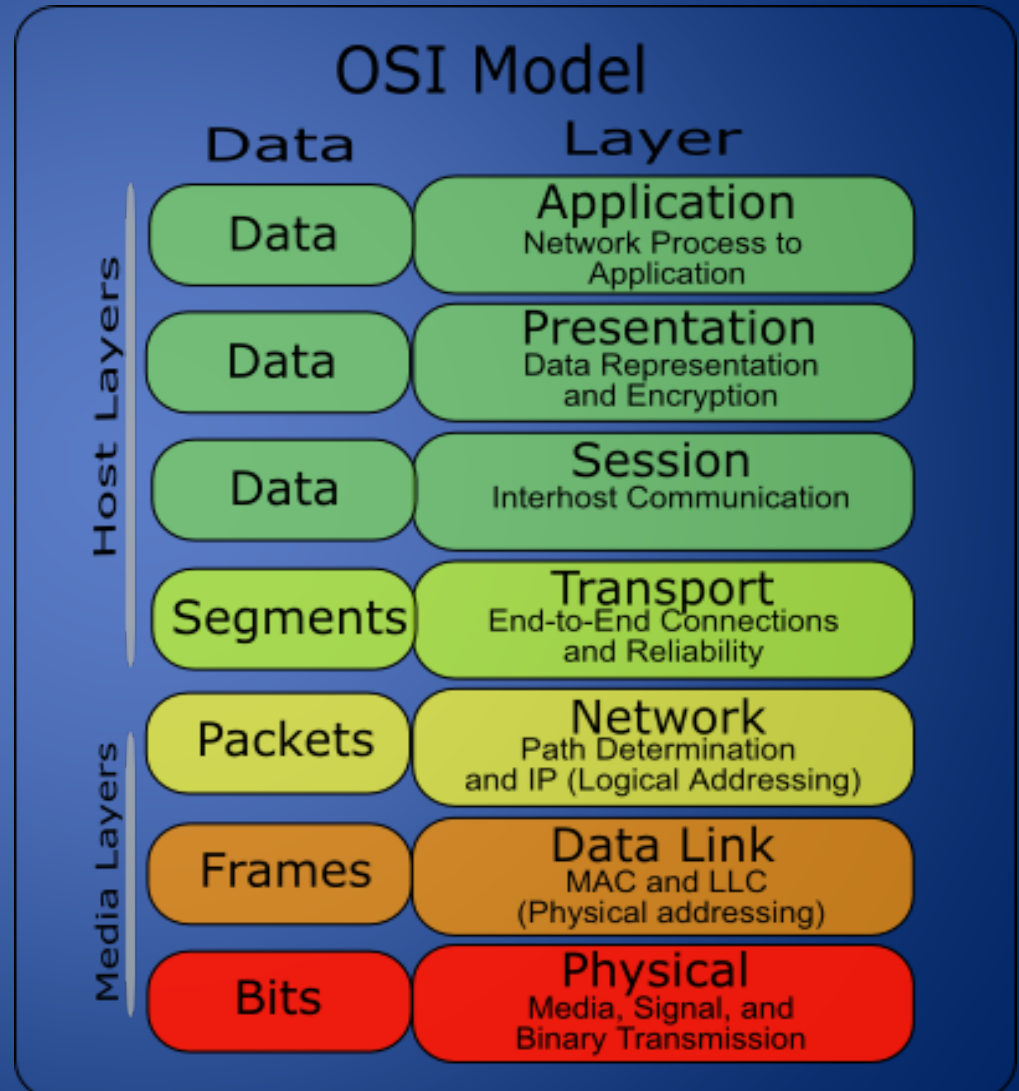 OSI Model
Data
Layer
Host Layers
Data
Application
Network Process to
Application
Data
Presentation
Data Representation
and Encryption
Data
Session
Interhost Communication
Segments
Transport
End-to-End Connections
and Reliability
Media Layers
Packets
Network
Path Determination
and IP (Logical Addressing)
Frames
Data Link
MAC and LLC
(Physical addressing)
Bits
Physical
Media, Signal, and
Binary Transmission